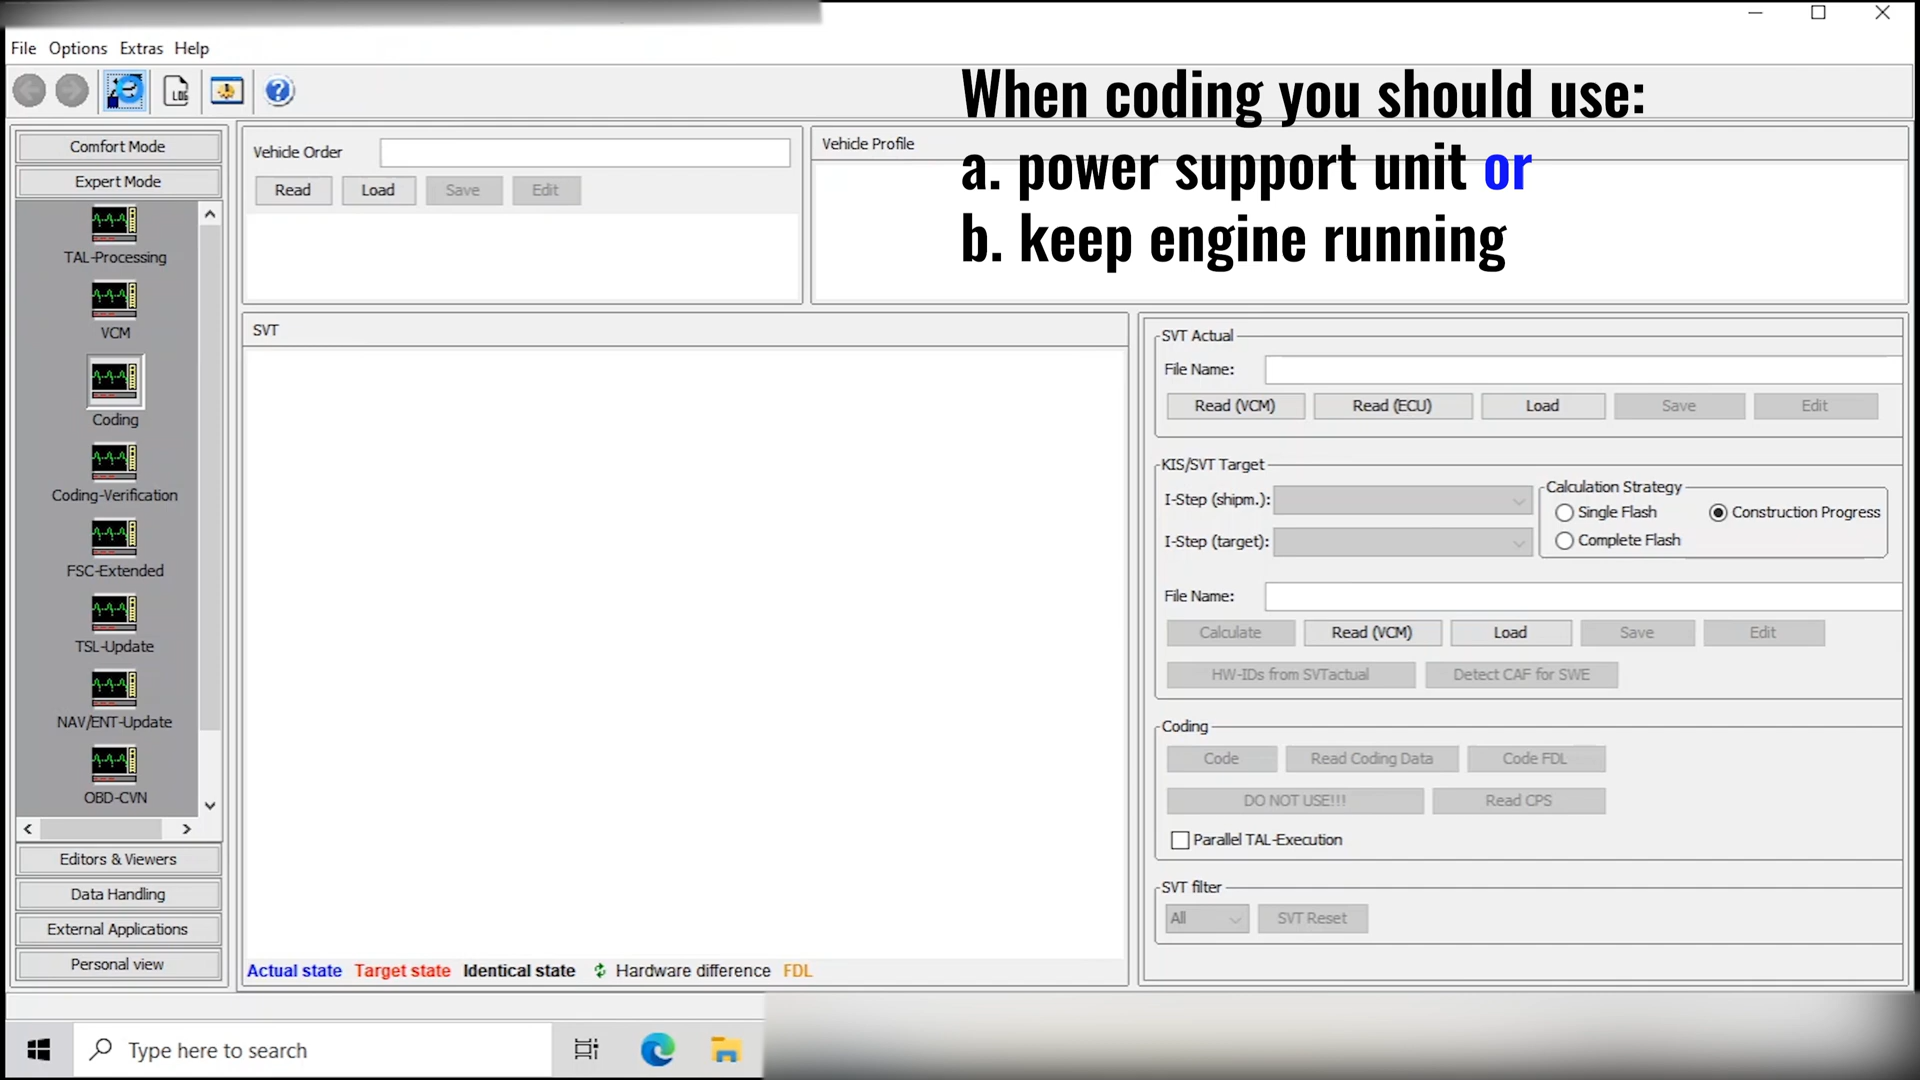 File Options Extras Help
LOG
When coding you should use:
a. power support unit or
b. keep engine running
Comfort Mode
Expert Mode
TAL-Processing
VCM
Coding
Coding-Verification
FSC-Extended
TSL-Update
NAV/ENT-Update
OBD-CVN
Editors & Viewers
Data Handling
External Applications
Personal view
Vehicle Order
Read Load Save Edit
Vehicle Profile
SVT
Actual state Target state Identical state Hardware difference FDL
SVT Actual
File Name:
Read (VCM) Read (ECU) Load Save Edit
KIS/SVT Target
I-Step (shipm.):
I-Step (target):
Calculation Strategy
Single Flash Construction Progress
Complete Flash
File Name:
Calculate Read (VCM) Load Save Edit
HW-IDs from SVTactual Detect CAF for SWE
Coding
Code Read Coding Data Code FDL
DO NOT USE!!! Read CPS
Parallel TAL-Execution
SVT filter
All SVT Reset
Type here to search